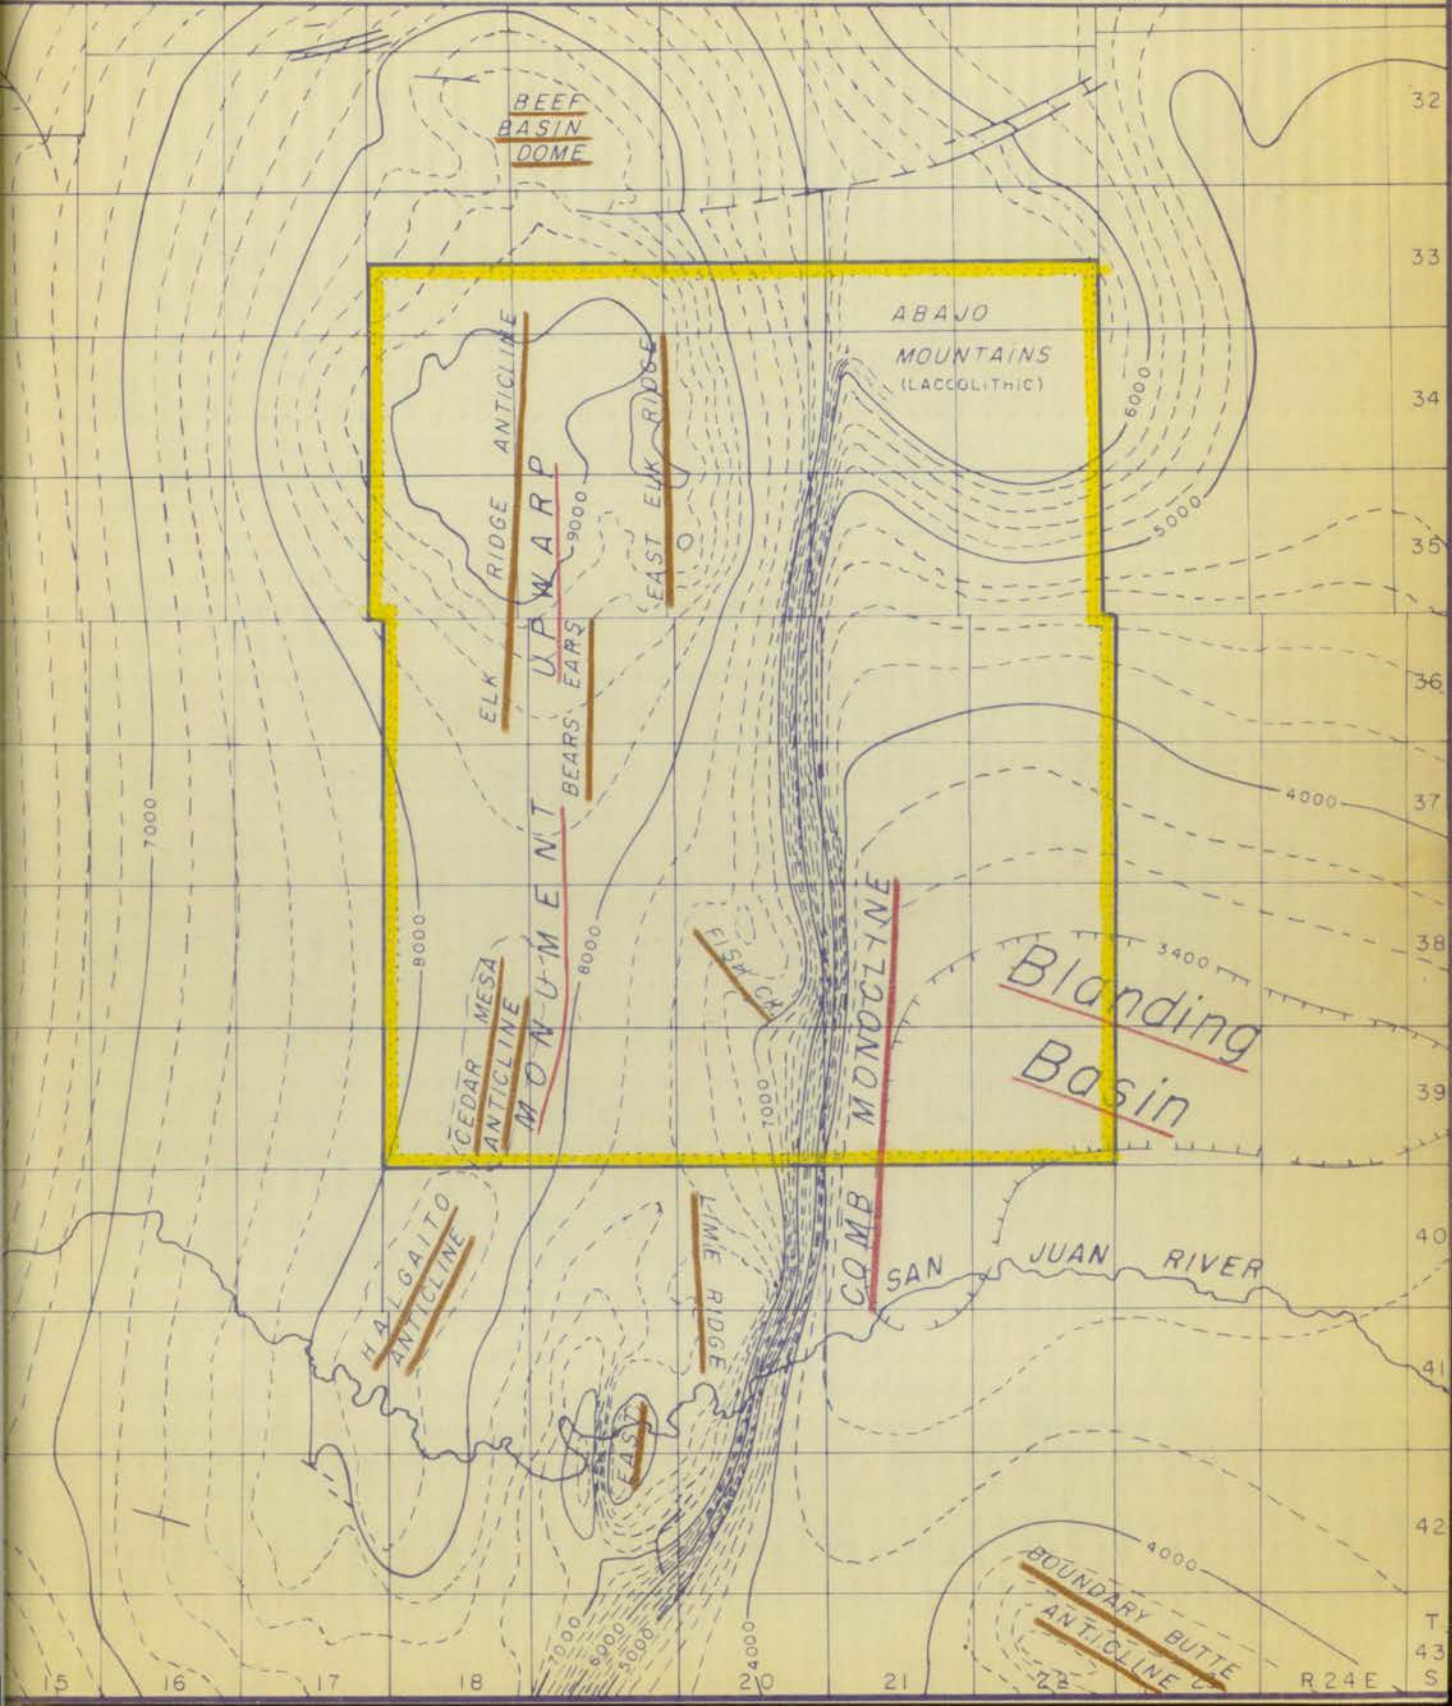 32
BEEF
BASIN
DOME
33
ABAJO
MOUNTAINS
(LACCOLITHIC)
6000
34
ELK RIDGE ANTICLINE
EAST ELK RIDGE
9000
5000
35
MONUMENT UPWARP
BEARS EARS
36
7000
4000
37
8000
8000
FISH CK
COMB MONOCLINE
3400
38
Blanding
Basin
CEDAR MESA
ANTICLINE
7000
39
HALGAITO
ANTICLINE
LIME RIDGE
SAN JUAN RIVER
40
41
EAST
42
4000
BOUNDARY BUTTE
ANTICLINE
7000
6000
5000
4000
T
43
S
15 16 17 18 20 21 22 23 R 24 E